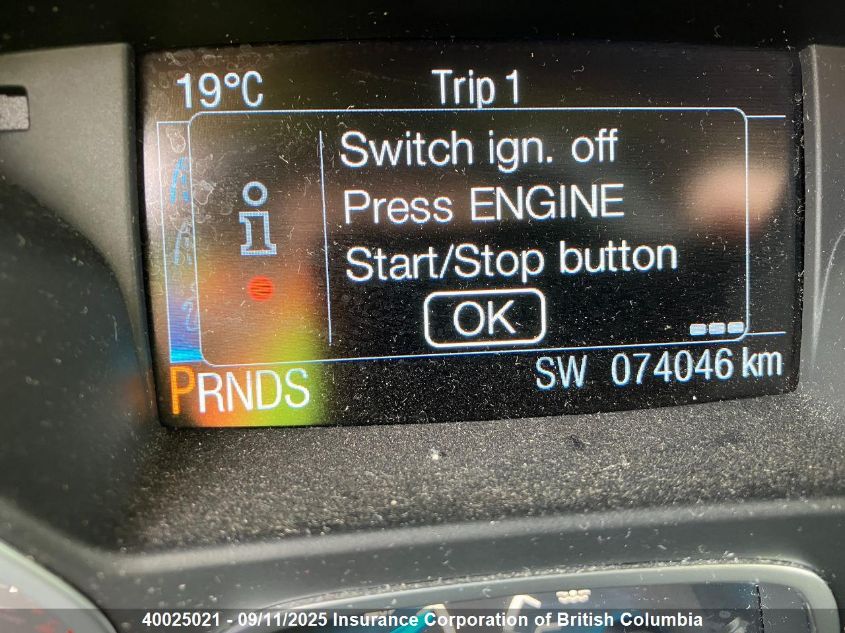 19°C Trip 1
Switch ign. off
Press ENGINE
Start/Stop button
OK
PRNDS SW 074046 km
40025021 - 09/11/2025 Insurance Corporation of British Columbia